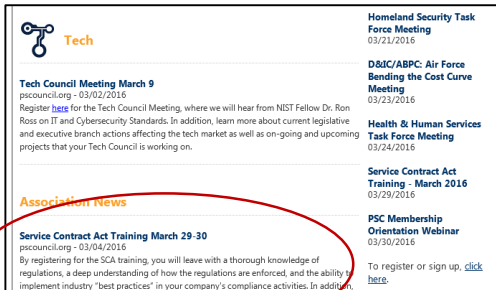 Tech
Tech Council Meeting March 9
pscouncil.org - 03/02/2016
Register here for the Tech Council Meeting, where we will hear from NIST Fellow Dr. Ron
Ross on IT and Cybersecurity Standards. In addition, learn more about current legislative
and executive branch actions affecting the tech market as well as on-going and upcoming
projects that your Tech Council is working on.
Association News
Service Contract Act Training March 29-30
pscouncil.org - 03/04/2016
By registering for the SCA training, you will leave with a thorough knowledge of
regulations, a deep understanding of how the regulations are enforced, and the ability to
implement industry "best practices" in your company's compliance activities. In addition,
Homeland Security Task
Force Meeting
03/21/2016
D&IC/ABPC: Air Force
Bending the Cost Curve
Meeting
03/23/2016
Health & Human Services
Task Force Meeting
03/24/2016
Service Contract Act
Training - March 2016
03/29/2016
PSC Membership
Orientation Webinar
03/30/2016
To register or sign up, click
here.